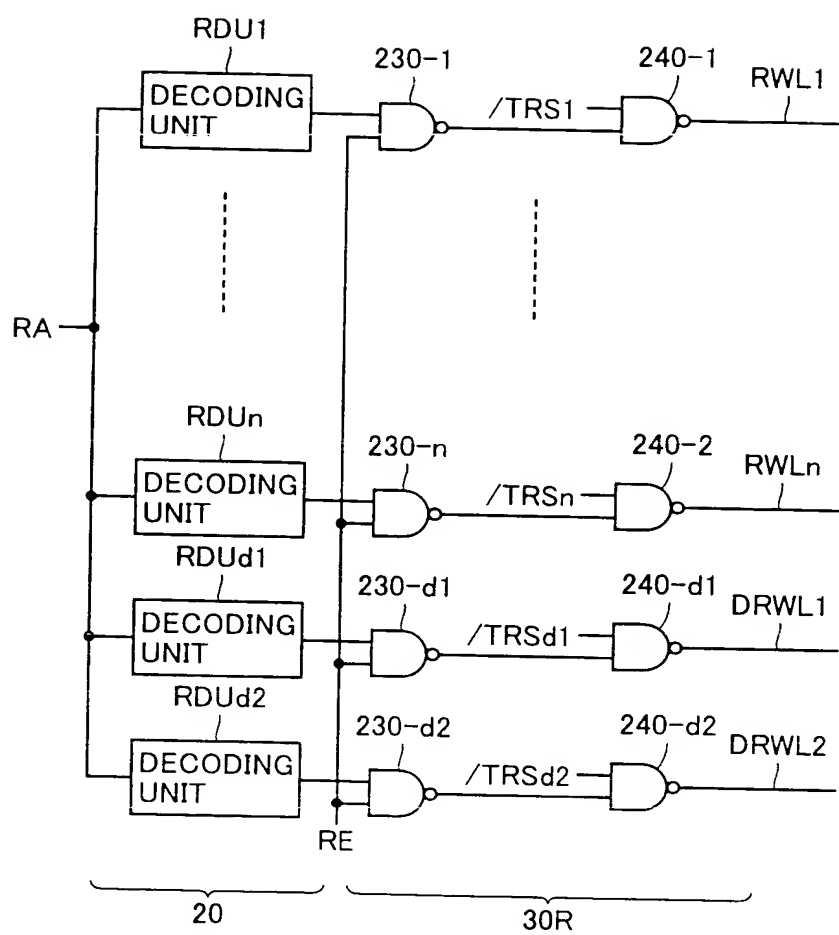 RDU1
230-1
240-1
RWL1
DECODING
UNIT
/TRS1
RA
RDUn
230-n
240-2
RWLn
DECODING
UNIT
/TRSn
RDUd1
230-d1
240-d1
DRWL1
DECODING
UNIT
/TRSd1
RDUd2
230-d2
240-d2
DRWL2
DECODING
UNIT
/TRSd2
RE
20
30R